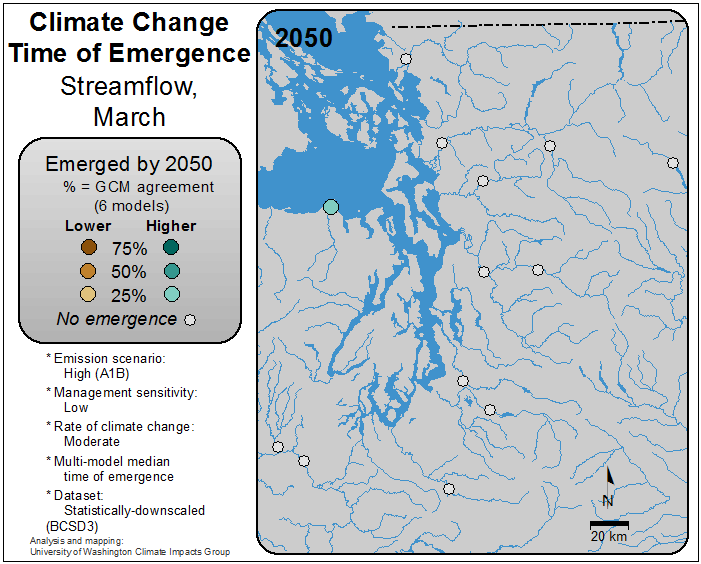 Climate Change
Time of Emergence
Streamflow,
March
Emerged by 2050
% = GCM agreement
(6 models)
Lower Higher
75%
50%
25%
No emergence
* Emission scenario:
High (A1B)
* Management sensitivity:
Low
* Rate of climate change:
Moderate
* Multi-model median
time of emergence
* Dataset:
Statistically-downscaled
(BCSD3)
Analysis and mapping:
University of Washington Climate Impacts Group
2050
N
20 km